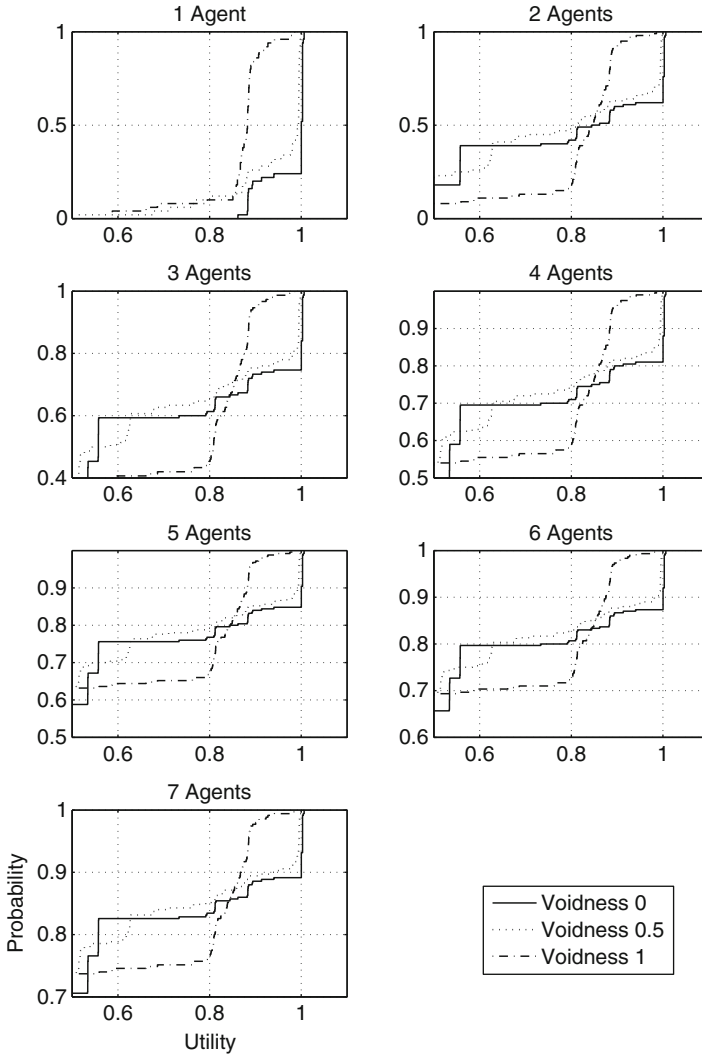 1 Agent
1
0.5
0
0.6 0.8 1
2 Agents
1
0.5
0
0.6 0.8 1
3 Agents
1
0.8
0.6
0.4
0.6 0.8 1
4 Agents
0.9
0.8
0.7
0.6
0.5
0.6 0.8 1
5 Agents
0.9
0.8
0.7
0.6
0.5
0.6 0.8 1
6 Agents
1
0.9
0.8
0.7
0.6
0.6 0.8 1
7 Agents
1
0.9
0.8
0.7
0.6 0.8 1
Probability
Utility
Voidness 0
Voidness 0.5
Voidness 1